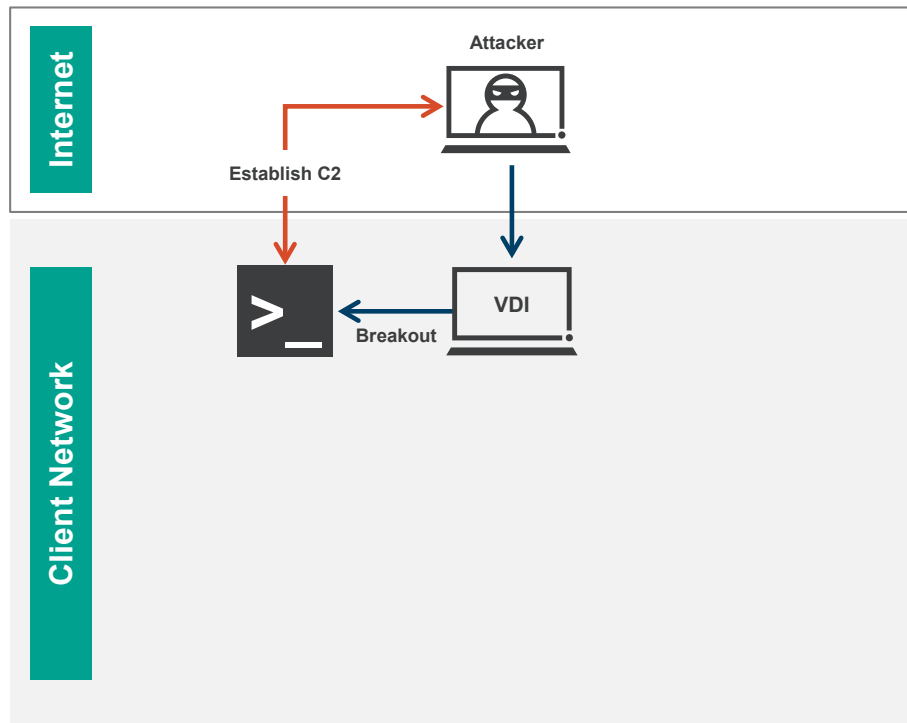 Internet
Attacker
Establish C2
>_
VDI
Breakout
Client Network